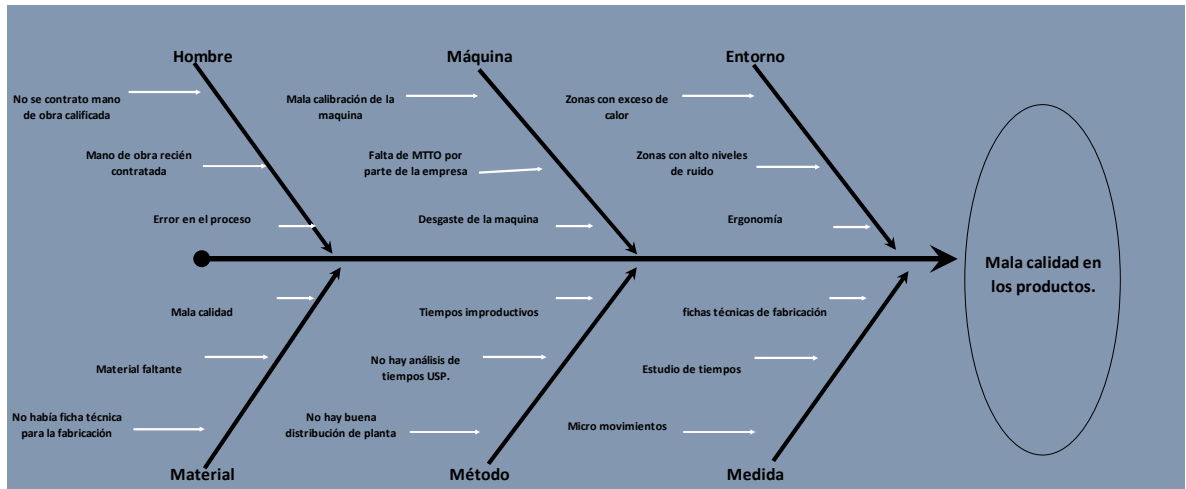 Hombre
Máquina
Entorno
No se contrato mano
de obra calificada
Mala calibración de la
maquina
Zonas con exceso de
calor
Mano de obra recién
contratada
Falta de MTTO por
parte de la empresa
Zonas con alto niveles
de ruido
Error en el proceso
Desgaste de la maquina
Ergonomía
Mala calidad en
los productos.
Mala calidad
Tiempos improductivos
fichas técnicas de fabricación
Material faltante
No hay análisis de
tiempos USP.
Estudio de tiempos
No había ficha técnica
para la fabricación
No hay buena
distribución de planta
Micro movimientos
Material
Método
Medida